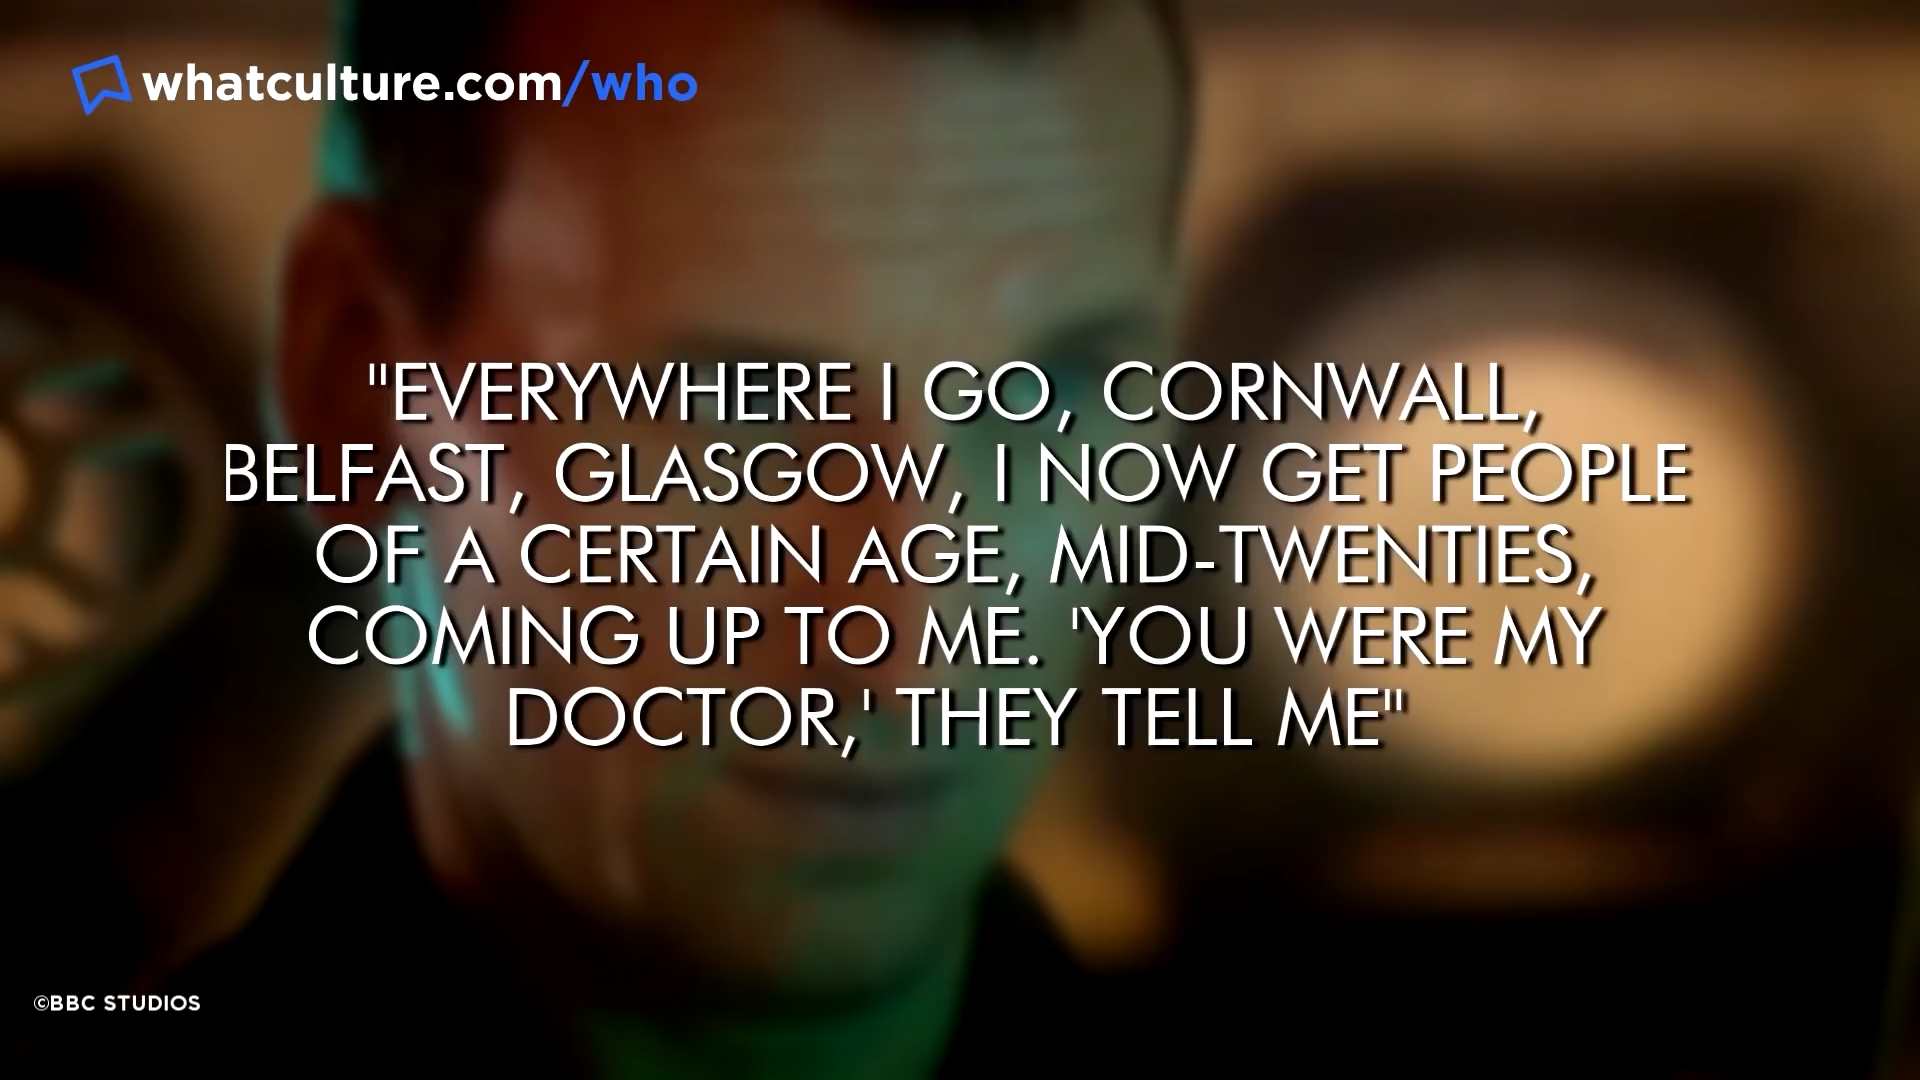 whatculture.com/who
"EVERYWHERE I GO, CORNWALL,
BELFAST, GLASGOW, I NOW GET PEOPLE
OF A CERTAIN AGE, MID-TWENTIES,
COMING UP TO ME. 'YOU WERE MY
DOCTOR,' THEY TELL ME"
©BBC STUDIOS